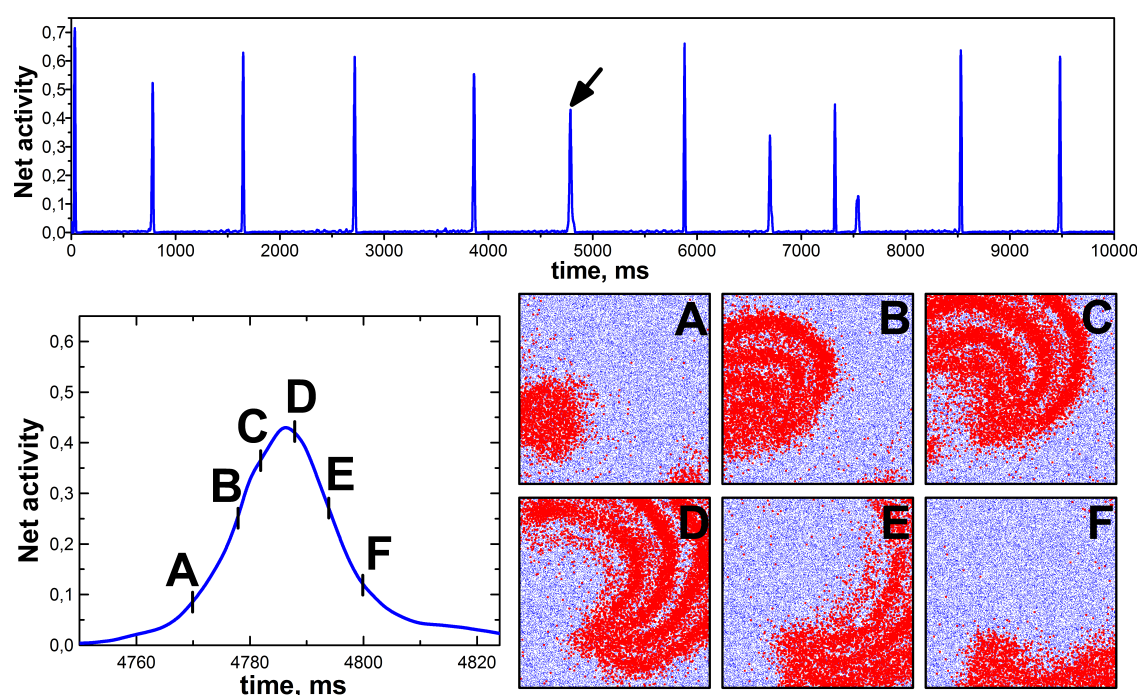 Net activity
0,7
0,6
0,5
0,4
0,3
0,2
0,1
0,0
0 1000 2000 3000 4000 5000 6000 7000 8000 9000 10000
time, ms
Net activity
0,6
0,5
0,4
0,3
0,2
0,1
0,0
A
B
C
D
E
F
4760 4780 4800 4820
time, ms
A B C
D E F